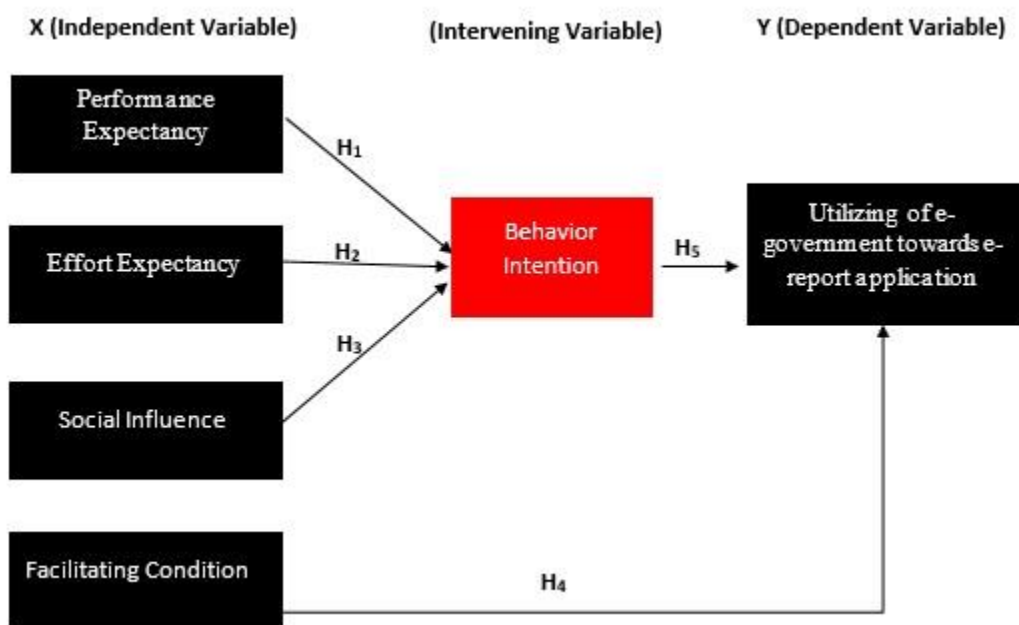 X (Independent Variable)
(Intervening Variable)
Y (Dependent Variable)
Performance
Expectancy
H1
Effort Expectancy
H2
Social Influence
H3
Behavior
Intention
H5
Utilizing of e-
government towards e-
report application
Facilitating Condition
H4